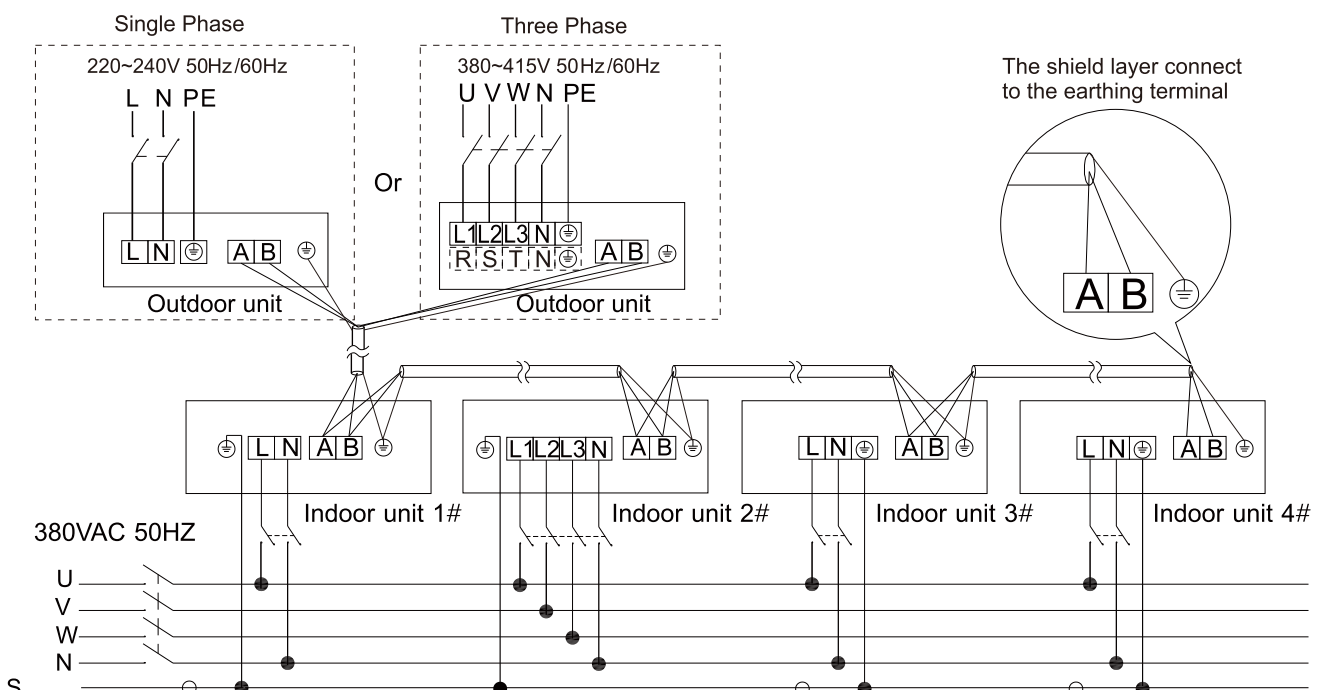 Single Phase
220~240V 50Hz/60Hz
L N PE
L N
A B
Outdoor unit
Or
Three Phase
380~415V 50Hz/60Hz
U V W N PE
L1 L2 L3 N
R S T N
A B
Outdoor unit
The shield layer connect
to the earthing terminal
A B
L N A B
Indoor unit 1#
L1 L2 L3 N A B
Indoor unit 2#
L N A B
Indoor unit 3#
L N A B
Indoor unit 4#
380VAC 50HZ
U
V
W
N